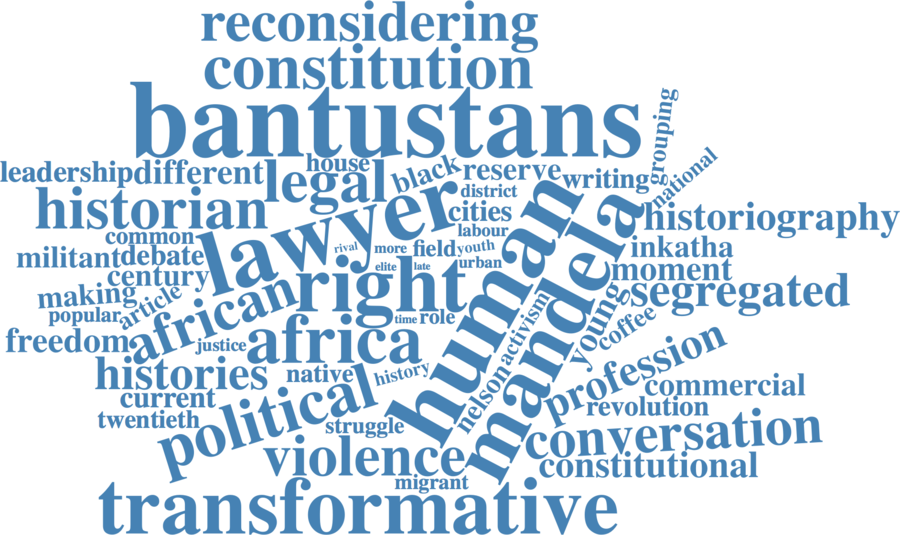 reconsidering
constitution
bantustans
grouping
leadership
different
house
legal
black
reserve
writing
national
historian
lawyer
district
cities
human
mandela
historiography
common
labour
militant
debate
rival
more
field
youth
inkatha
century
elite
late
urban
moment
making
article
african
right
segregated
popular
time
role
activism
young
coffee
freedom
justice
africa
histories
native
history
nelson
profession
commercial
current
political
revolution
twentieth
struggle
conversation
violence
constitutional
migrant
transformative